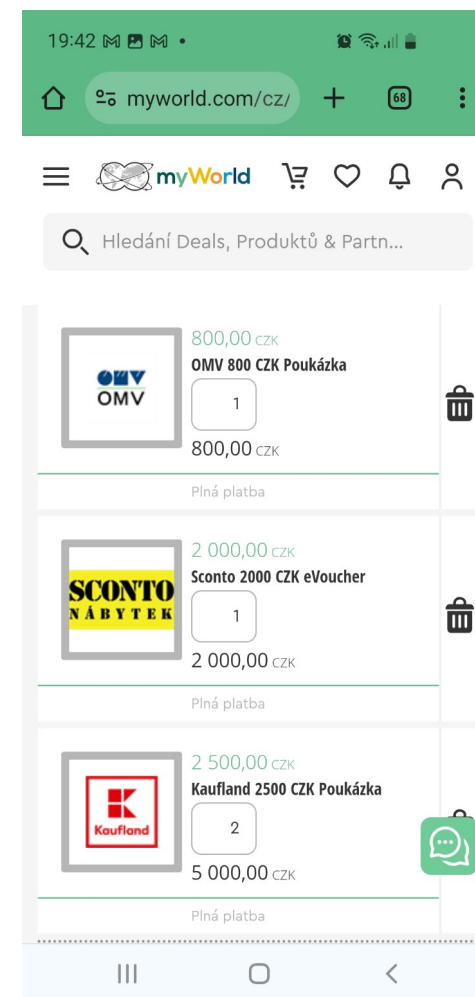 19:42
myworld.com/cz/
68
myWorld
Hledání Deals, Produktů & Partn...
800,00 CZK
OMV 800 CZK Poukázka
OMV
OMV
1
800,00 CZK
Plná platba
2 000,00 CZK
Sconto 2000 CZK eVoucher
SCONTO
NÁBYTEK
1
2 000,00 CZK
Plná platba
2 500,00 CZK
Kaufland 2500 CZK Poukázka
Kaufland
2
5 000,00 CZK
Plná platba